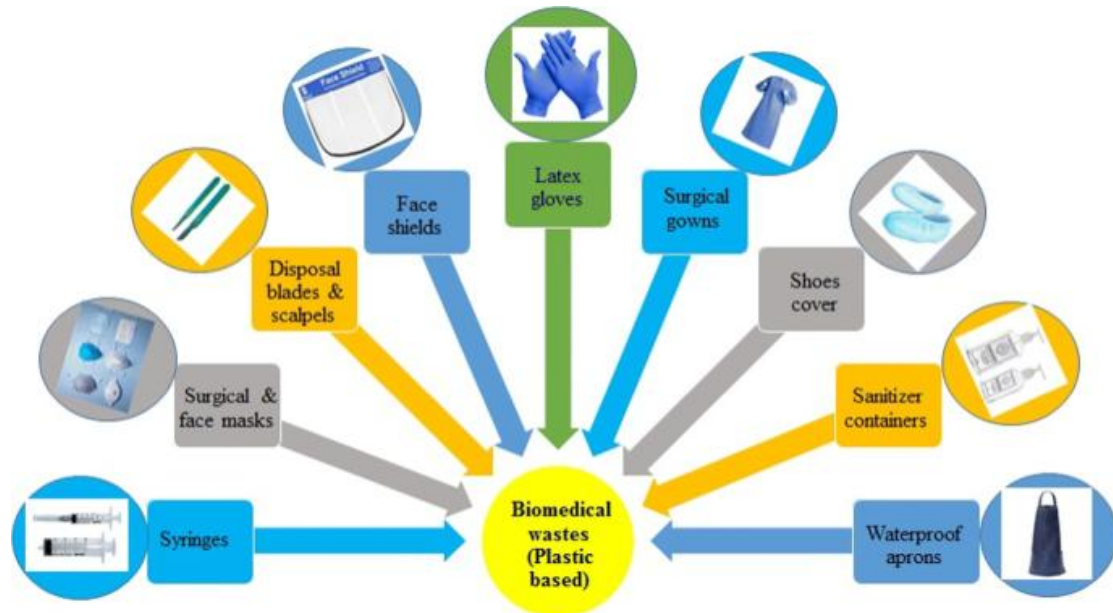 Face Shield
Latex
gloves
Face
shields
Surgical
gowns
Disposal
blades &
scalpels
Shoes
cover
Surgical &
face masks
Sanitizer
containers
Syringes
Biomedical
wastes
(Plastic
based)
Waterproof
aprons